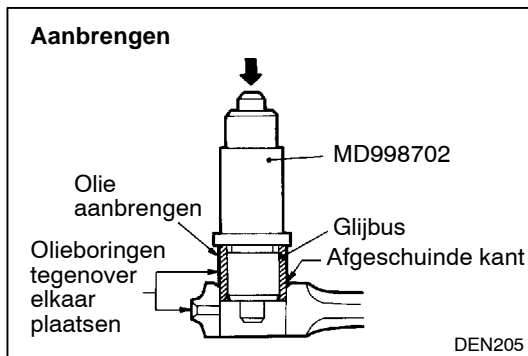 Aanbrengen
MD998702
Olie
aanbrengen
Glijbus
Afgeschuinde kant
Olieboringen
tegenover
elkaar
plaatsen
DEN205